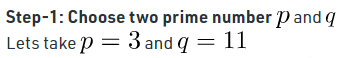 Step-1: Choose two prime number p and q
Lets take p = 3 and q = 11